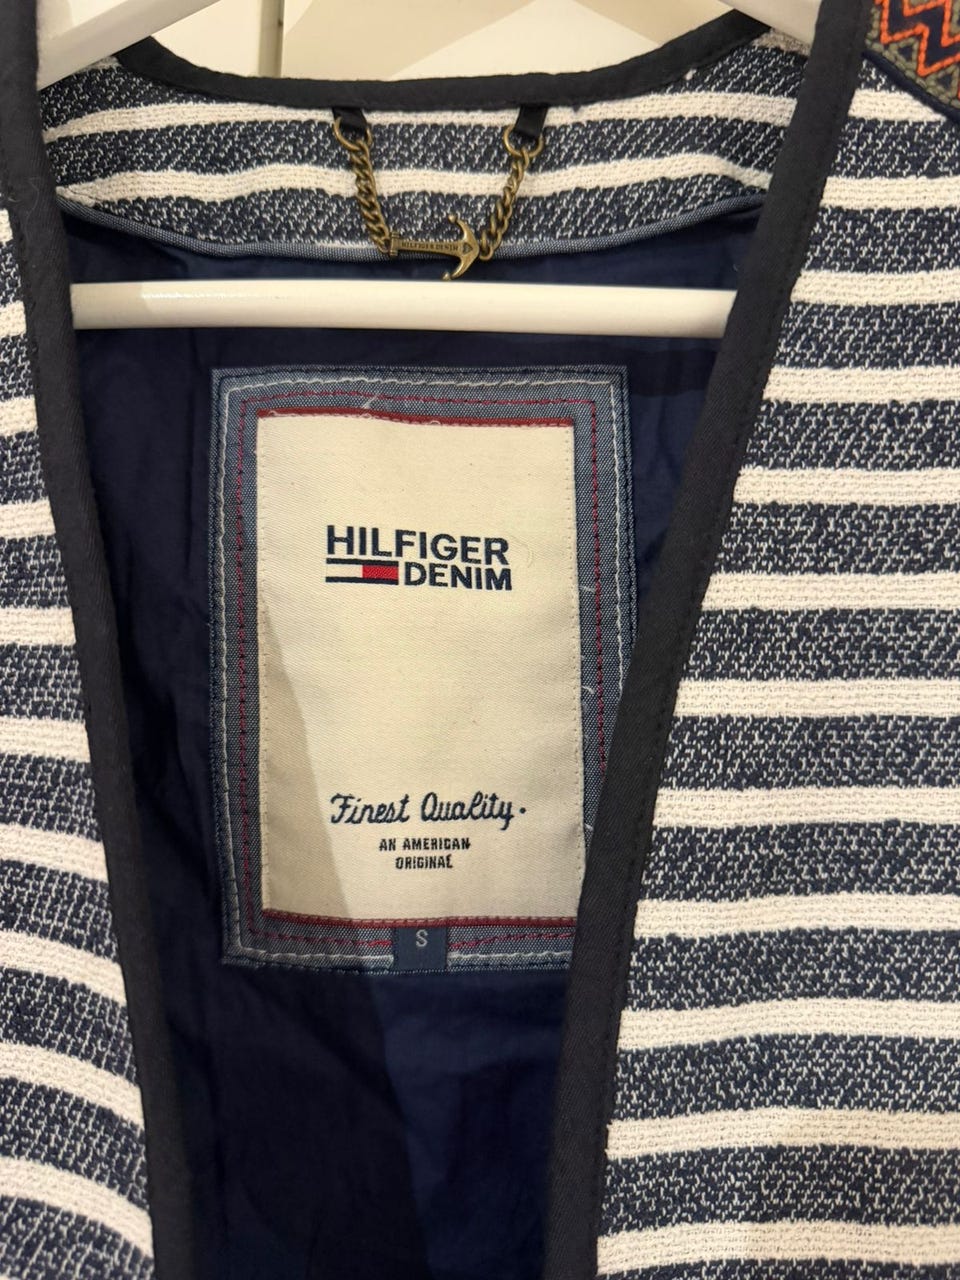 HILFIGER DENIM
HILFIGER
DENIM
Finest Quality.
AN AMERICAN
ORIGINAL
S